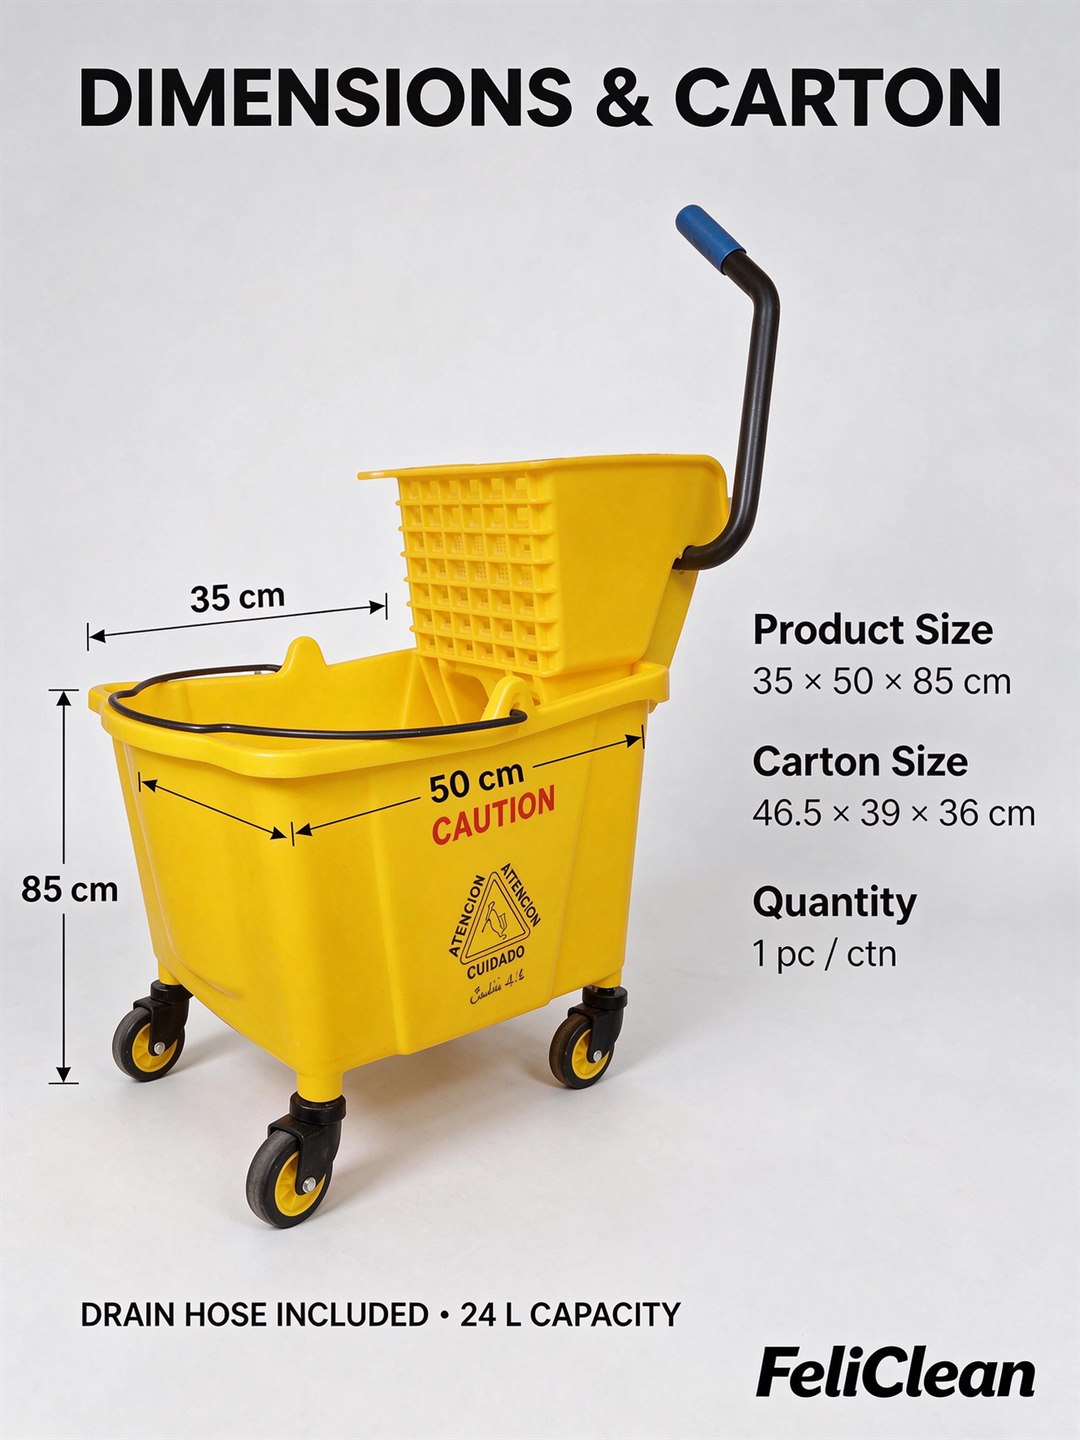 DIMENSIONS & CARTON
35 cm
50 cm
CAUTION
85 cm
ATENCION
ATTENCION
CUIDADO
Product Size
35 × 50 × 85 cm
Carton Size
46.5 × 39 × 36 cm
Quantity
1 pc / ctn
DRAIN HOSE INCLUDED • 24 L CAPACITY
FeliClean